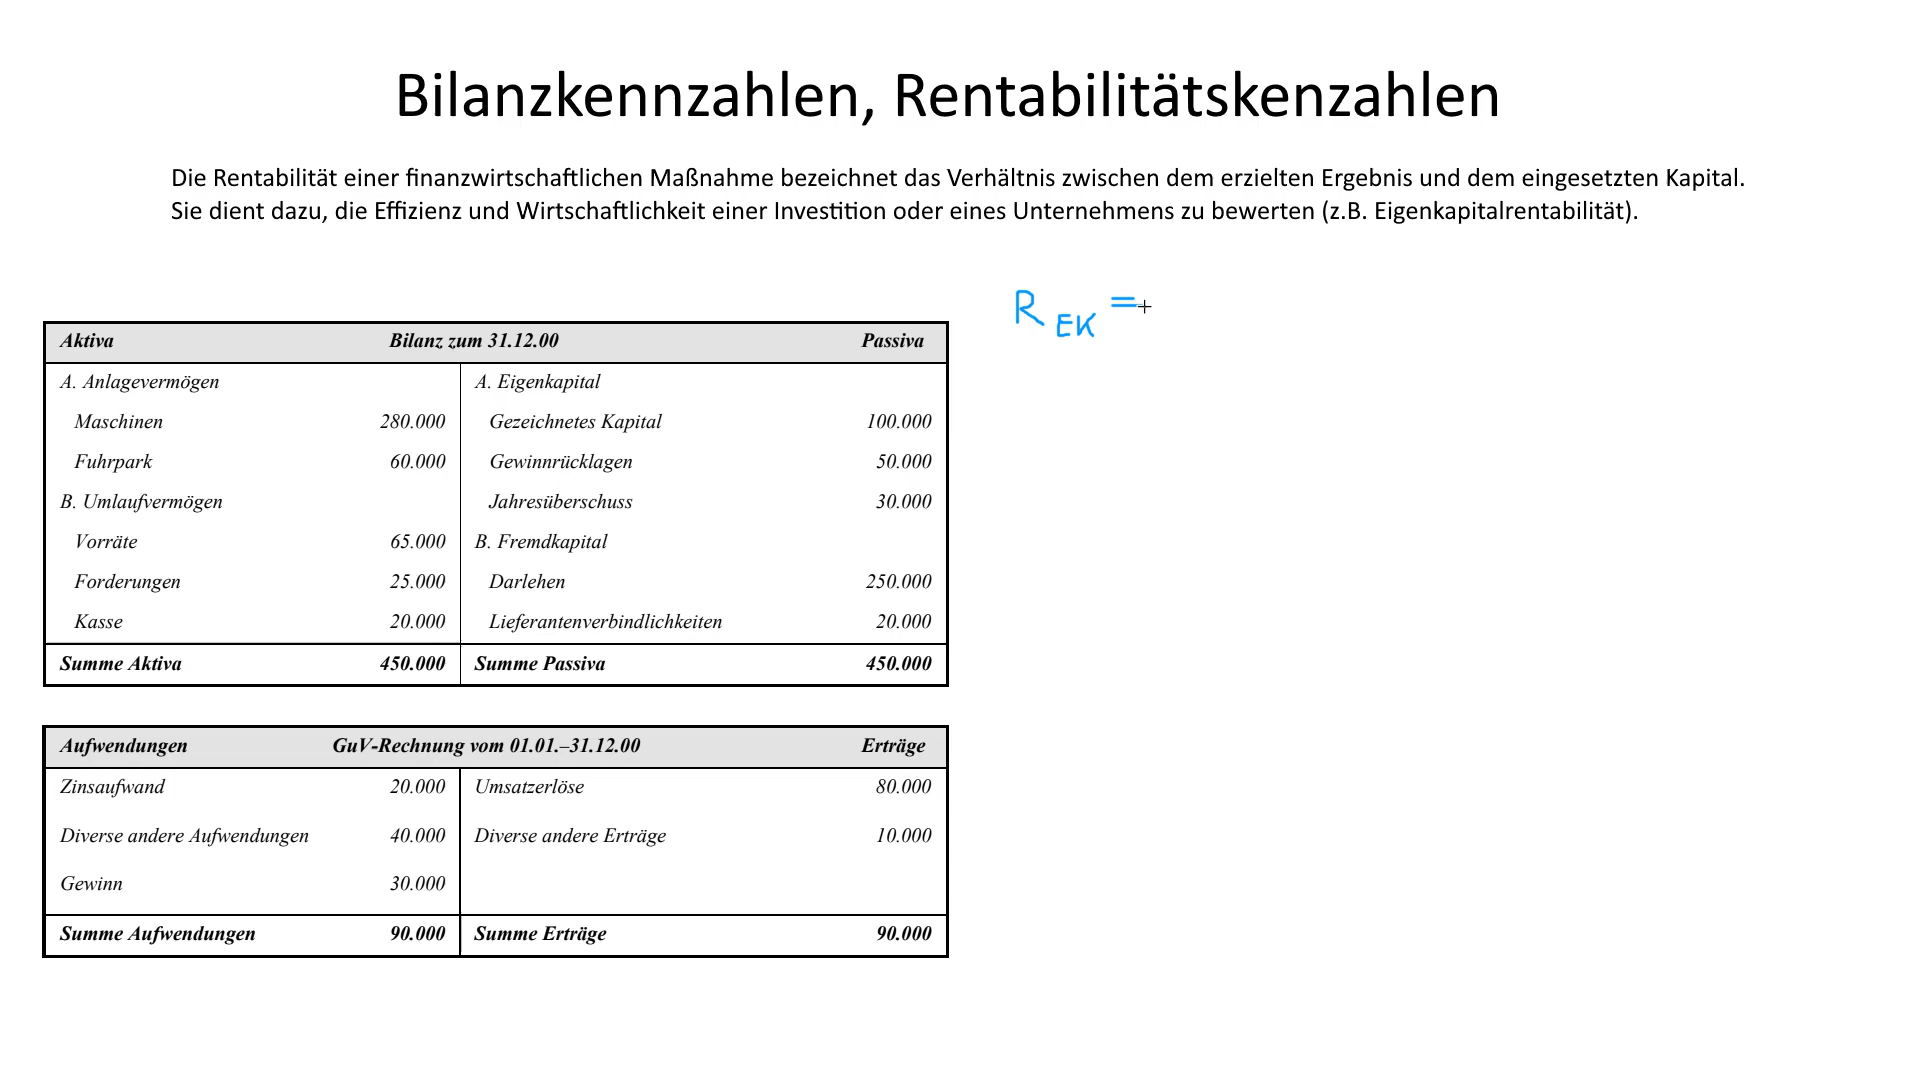 Bilanzkennzahlen, Rentabilitätskenzahlen
Die Rentabilität einer finanzwirtschaftlichen Maßnahme bezeichnet das Verhältnis zwischen dem erzielten Ergebnis und dem eingesetzten Kapital.
Sie dient dazu, die Effizienz und Wirtschaftlichkeit einer Investition oder eines Unternehmens zu bewerten (z.B. Eigenkapitalrentabilität).
R EK =
Aktiva Bilanz zum 31.12.00 Passiva
A. Anlagevermögen A. Eigenkapital
Maschinen 280.000 Gezeichnetes Kapital 100.000
Fuhrpark 60.000 Gewinnrücklagen 50.000
B. Umlaufvermögen Jahresüberschuss 30.000
Vorräte 65.000 B. Fremdkapital
Forderungen 25.000 Darlehen 250.000
Kasse 20.000 Lieferantenverbindlichkeiten 20.000
Summe Aktiva 450.000 Summe Passiva 450.000
Aufwendungen GuV-Rechnung vom 01.01.–31.12.00 Erträge
Zinsaufwand 20.000 Umsatzerlöse 80.000
Diverse andere Aufwendungen 40.000 Diverse andere Erträge 10.000
Gewinn 30.000
Summe Aufwendungen 90.000 Summe Erträge 90.000